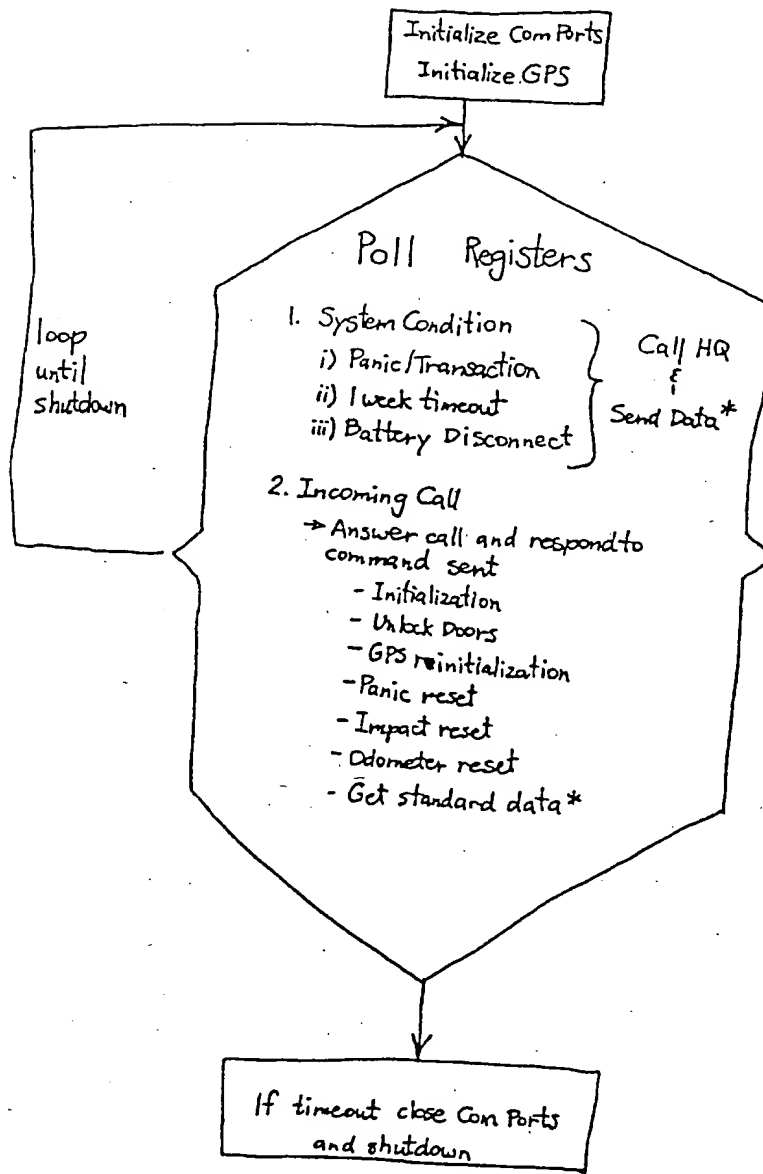 Initialize Com Ports
Initialize GPS
loop
until
shutdown
Poll Registers
1. System Condition
i) Panic/Transaction
ii) 1 week timeout
iii) Battery Disconnect
Call HQ
&
Send Data*
2. Incoming Call
→ Answer call and respond to
command sent
- Initialization
- Unlock Doors
- GPS reinitialization
- Panic reset
- Impact reset
- Odometer reset
- Get standard data*
If timeout close Com Ports
and shutdown